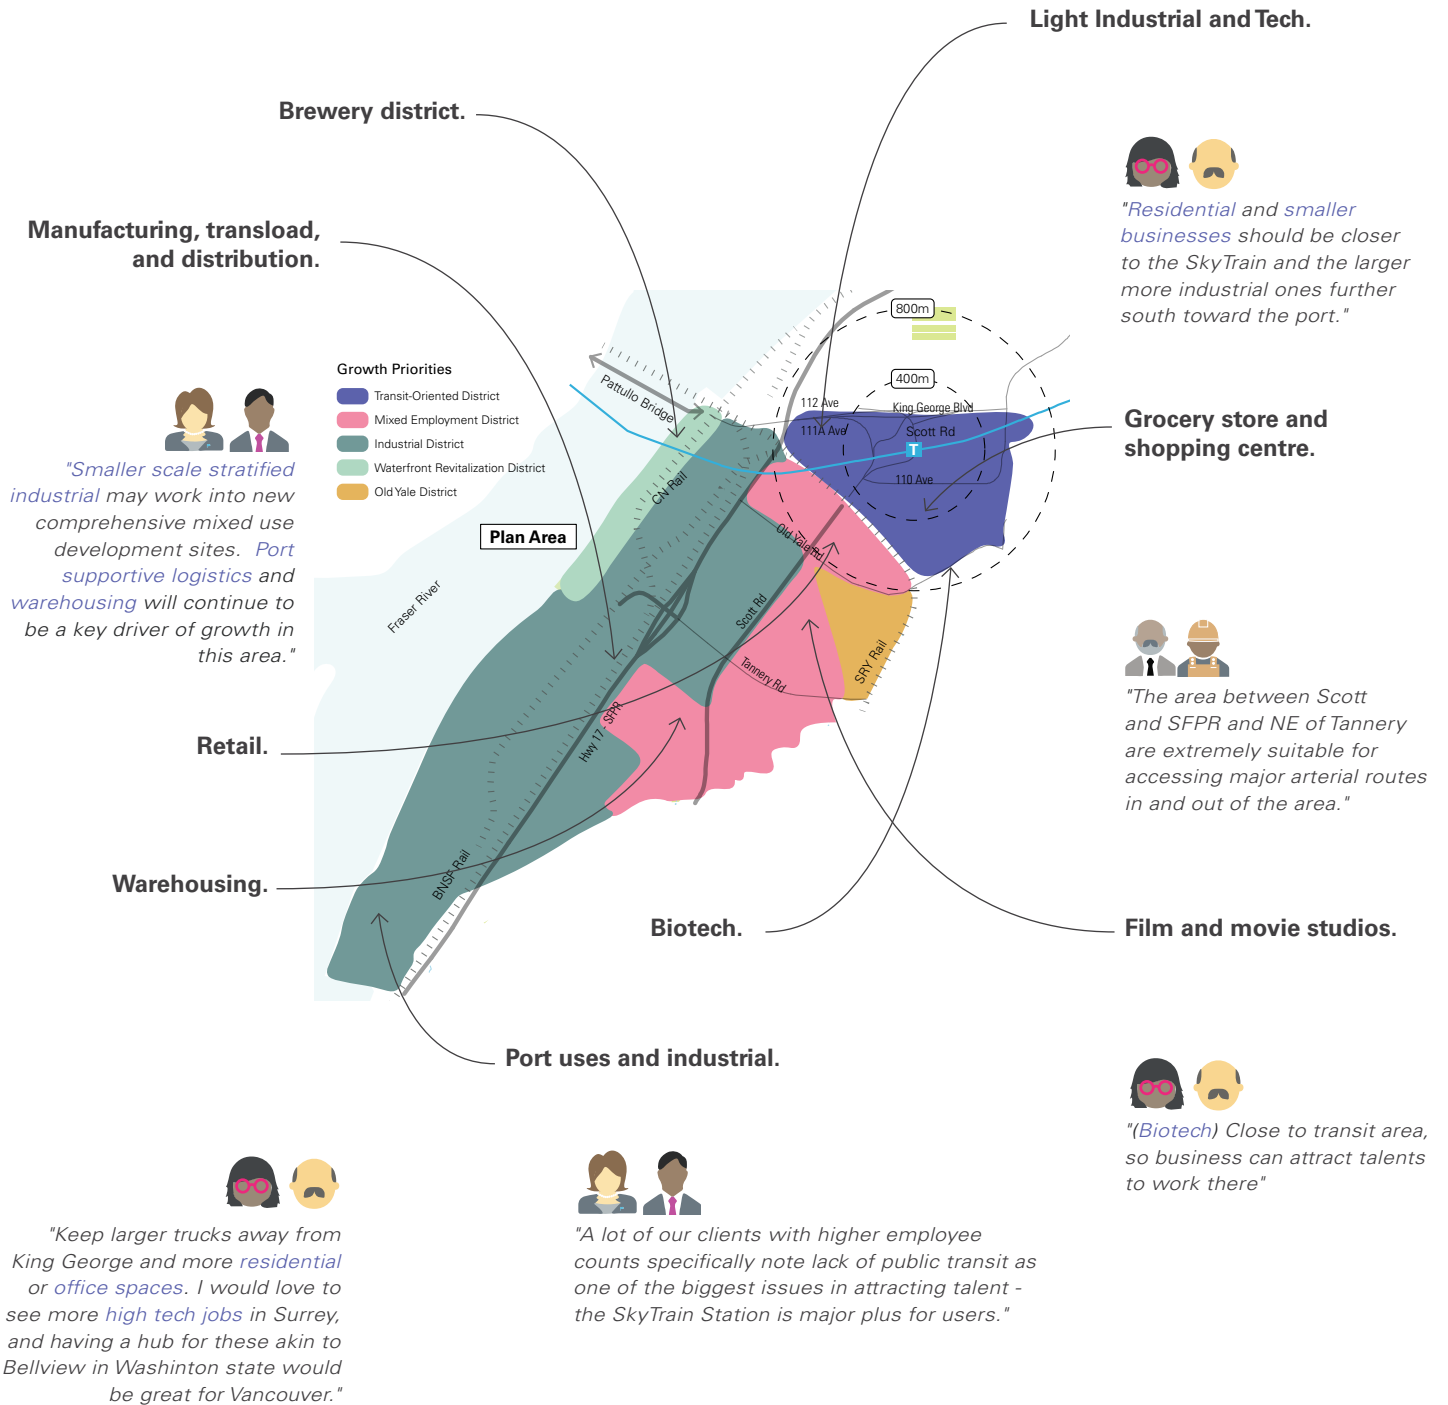 Light Industrial and Tech.
Brewery district.
Manufacturing, transload,
and distribution.
"Residential and smaller
businesses should be closer
to the SkyTrain and the larger
more industrial ones further
south toward the port."
800m
400m
Growth Priorities
Transit-Oriented District
Mixed Employment District
Industrial District
Waterfront Revitalization District
Old Yale District
Pattullo Bridge
112 Ave
King George Blvd
111A Ave
Scott Rd
T
110 Ave
CN Rail
Old Yale Rd
Plan Area
Fraser River
Scott Rd
Tannery Rd
SRY Rail
Hwy 17 - SFPR
BNSF Rail
Grocery store and
shopping centre.
"Smaller scale stratified
industrial may work into new
comprehensive mixed use
development sites. Port
supportive logistics and
warehousing will continue to
be a key driver of growth in
this area."
"The area between Scott
and SFPR and NE of Tannery
are extremely suitable for
accessing major arterial routes
in and out of the area."
Retail.
Warehousing.
Biotech.
Film and movie studios.
Port uses and industrial.
"(Biotech) Close to transit area,
so business can attract talents
to work there"
"Keep larger trucks away from
King George and more residential
or office spaces. I would love to
see more high tech jobs in Surrey,
and having a hub for these akin to
Bellview in Washinton state would
be great for Vancouver."
"A lot of our clients with higher employee
counts specifically note lack of public transit as
one of the biggest issues in attracting talent -
the SkyTrain Station is major plus for users."